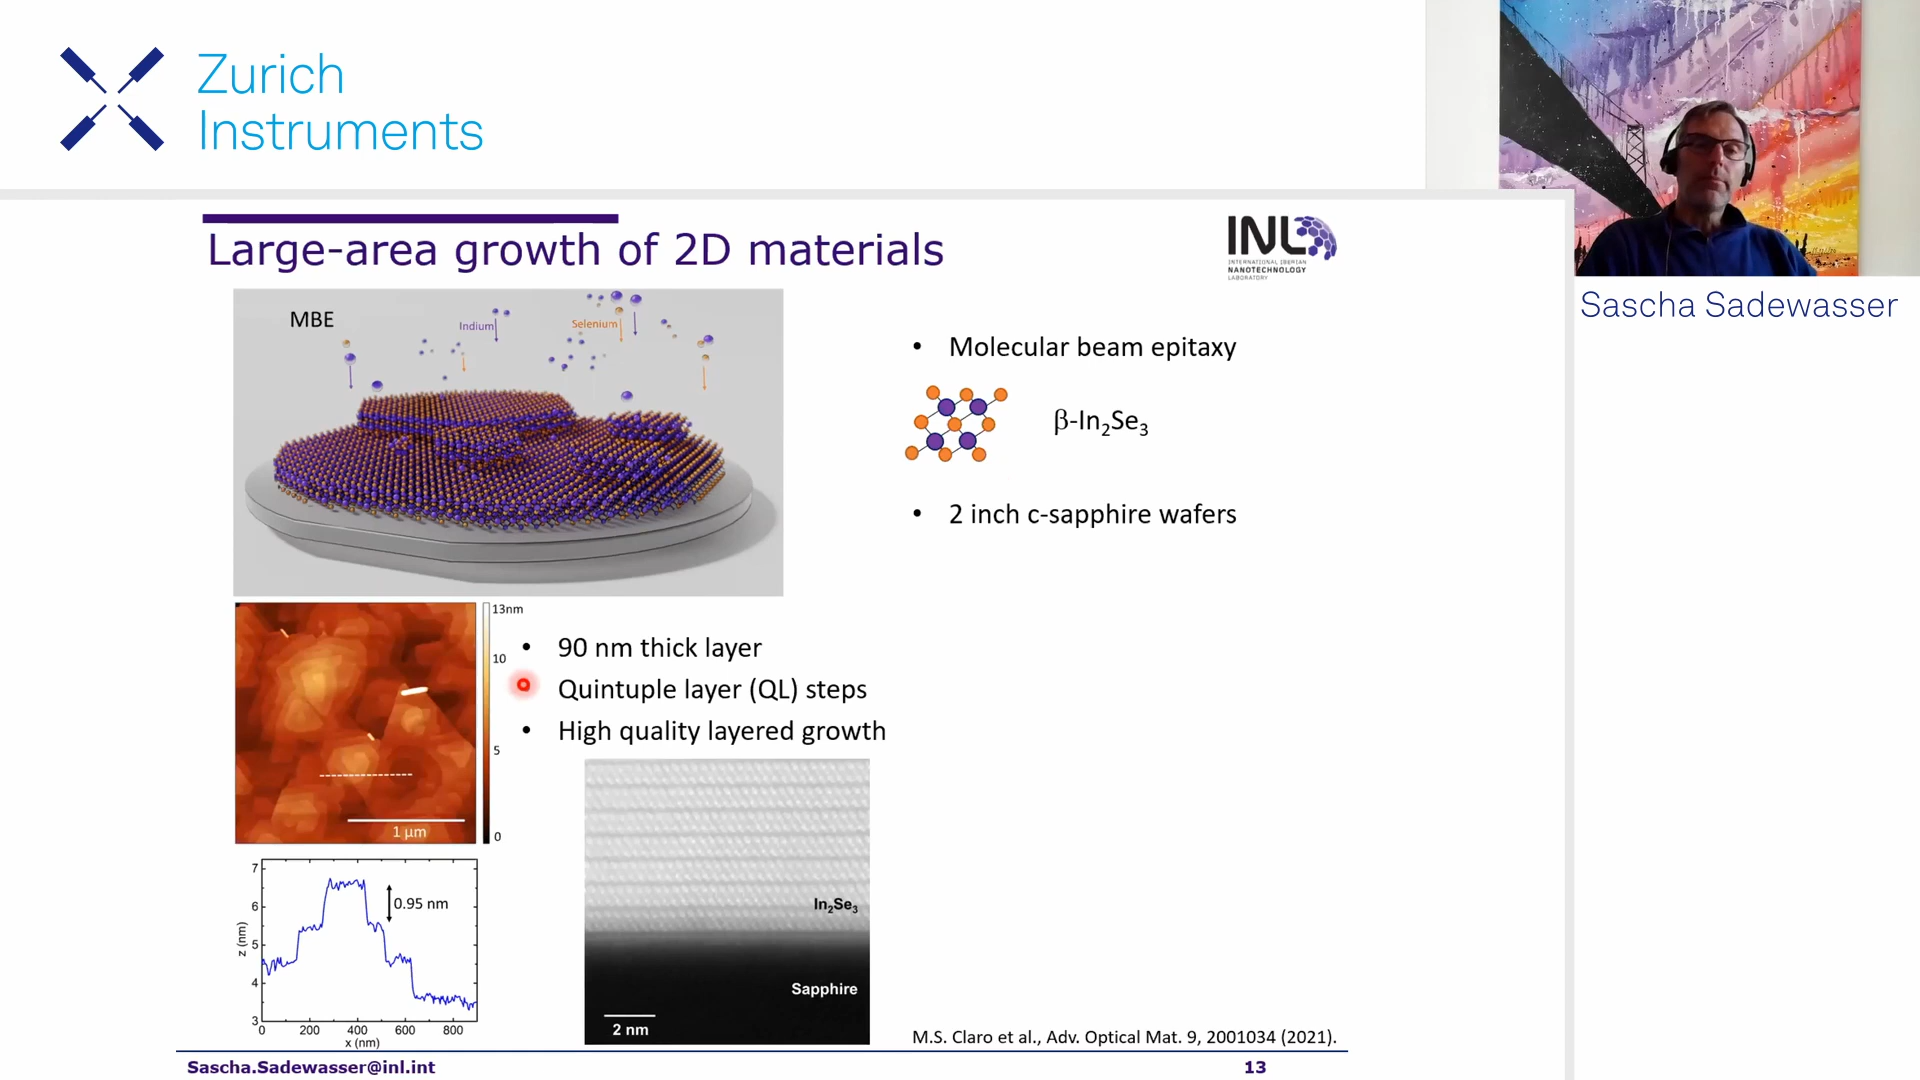 Zurich
Instruments
Sascha Sadewasser
Large-area growth of 2D materials
INL
INTERNATIONAL IBERIAN
NANOTECHNOLOGY
LABORATORY
MBE
Indium
Selenium
• Molecular beam epitaxy
β-In₂Se₃
• 2 inch c-sapphire wafers
13nm
10
5
0
1 µm
• 90 nm thick layer
Quintuple layer (QL) steps
• High quality layered growth
7
6
5
4
3
z (nm)
0.95 nm
0 200 400 600 800
x (nm)
In₂Se₃
Sapphire
2 nm
M.S. Claro et al., Adv. Optical Mat. 9, 2001034 (2021).
Sascha.Sadewasser@inl.int
13